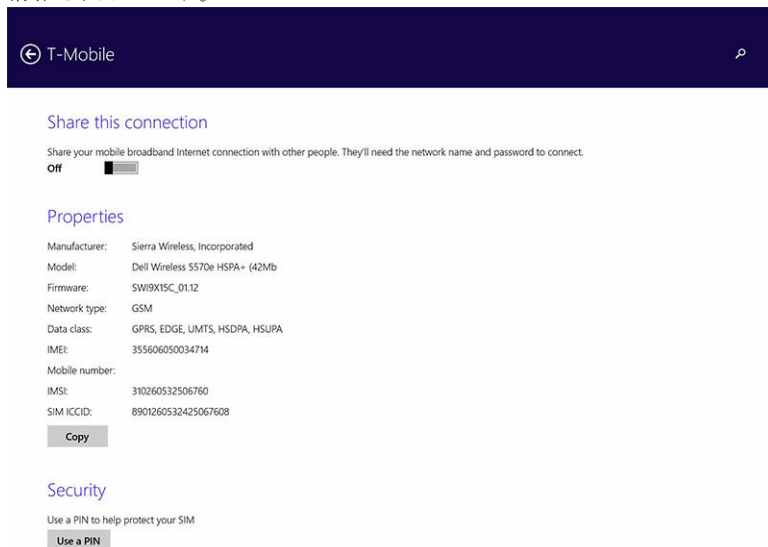 T-Mobile
Share this connection
Share your mobile broadband Internet connection with other people. They'll need the network name and password to connect.
Off
Properties
Manufacturer: Sierra Wireless, Incorporated
Model: Dell Wireless 5570e HSPA+ (42Mb
Firmware: SWI9X15C_01.12
Network type: GSM
Data class: GPRS, EDGE, UMTS, HSDPA, HSUPA
IMEI: 355606050034714
Mobile number:
IMSI: 310260532506760
SIM ICCID: 8901260532425067608
Copy
Security
Use a PIN to help protect your SIM
Use a PIN